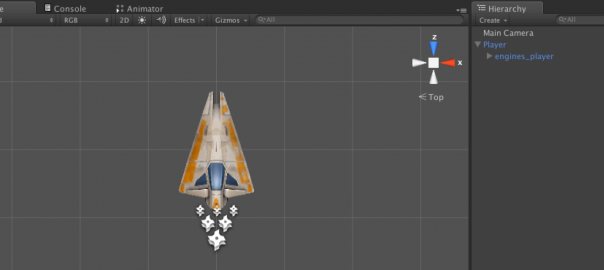 Console
Animator
Hierarchy
RGB
2D
Effects
Gizmos
All
Create
All
Main Camera
Player
engines_player
z
x
Top